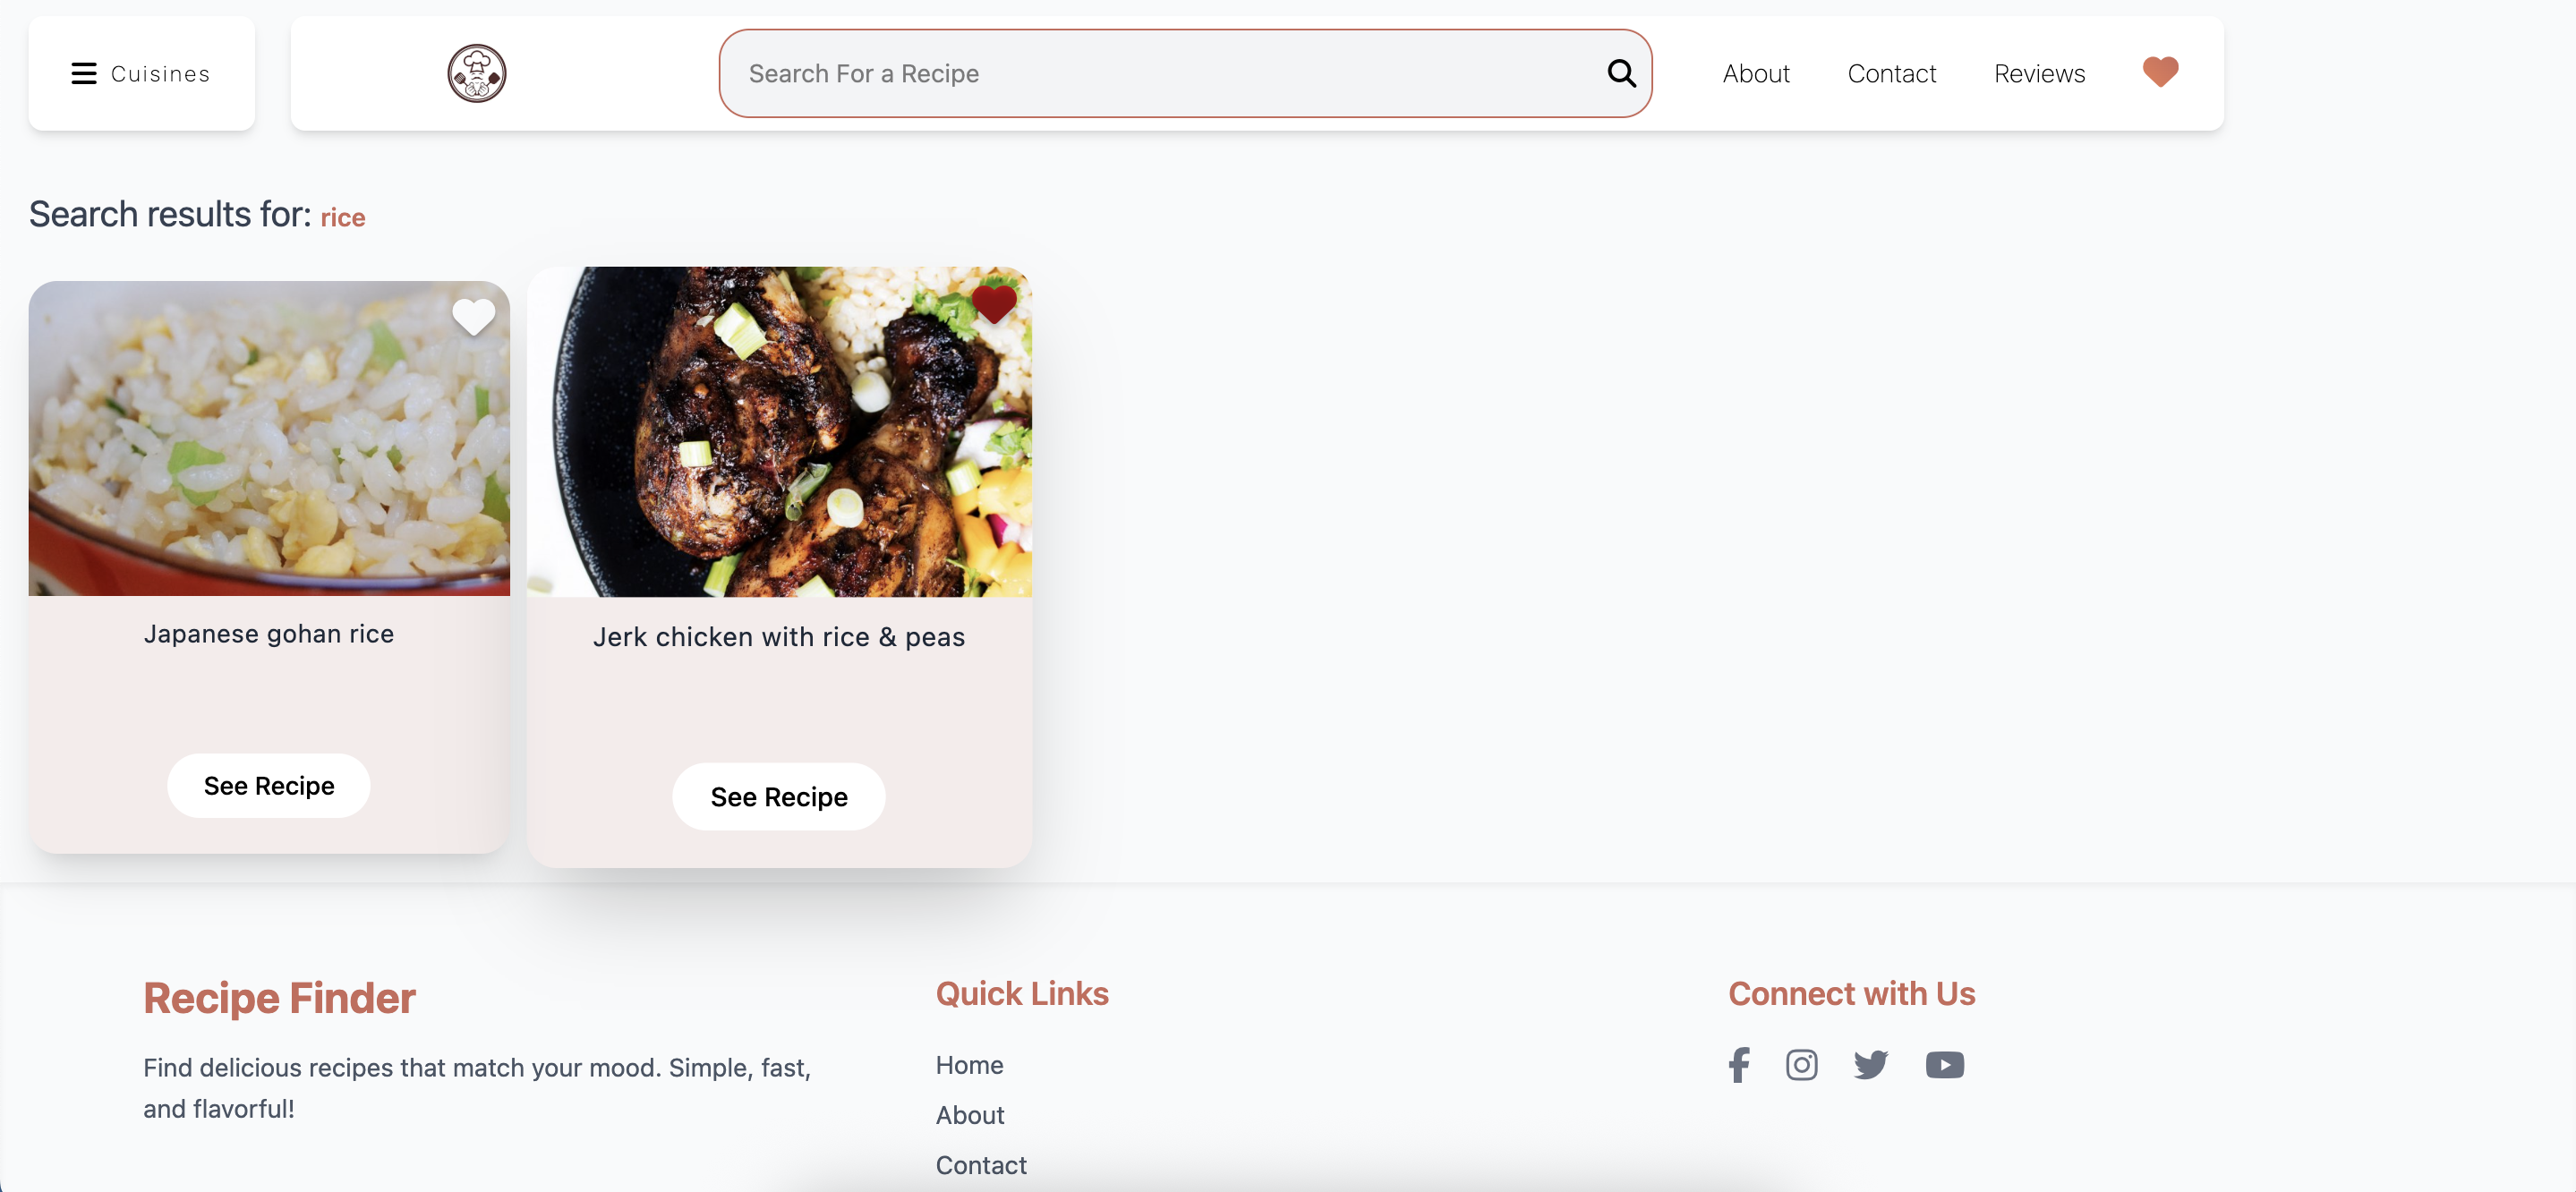 Cuisines
Search For a Recipe
About
Contact
Reviews
Search results for: rice
Japanese gohan rice
See Recipe
Jerk chicken with rice & peas
See Recipe
Recipe Finder
Find delicious recipes that match your mood. Simple, fast,
and flavorful!
Quick Links
Home
About
Contact
Connect with Us